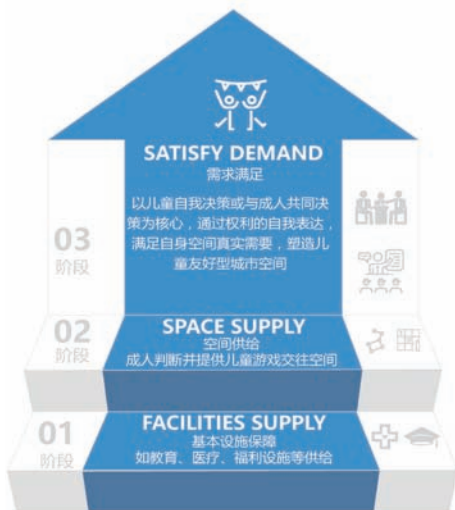 SATISFY DEMAND
需求满足
以儿童自我决策或与成人共同决
策为核心，通过权利的自我表达，
满足自身空间真实需要，塑造儿
童友好型城市空间
03
阶段
SPACE SUPPLY
空间供给
成人判断并提供儿童游戏交往空间
02
阶段
FACILITIES SUPPLY
基本设施保障
如教育、医疗、福利设施等供给
01
阶段